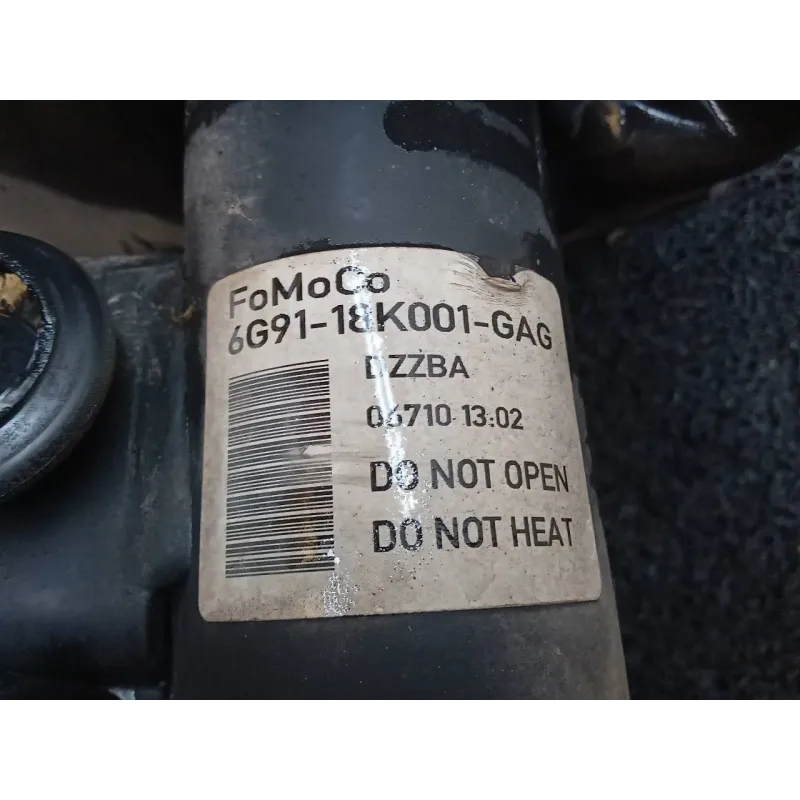 FoMoCo
6G91-18K001-GAG
DZZBA
06710 13:02
DO NOT OPEN
DO NOT HEAT